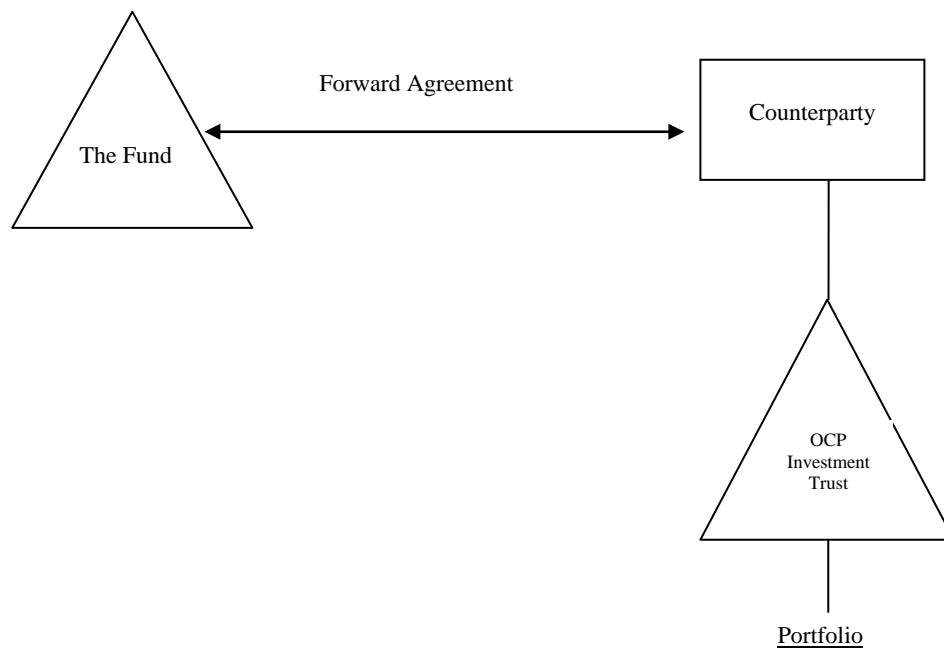 Forward Agreement
Counterparty
The Fund
OCP
Investment
Trust
Portfolio